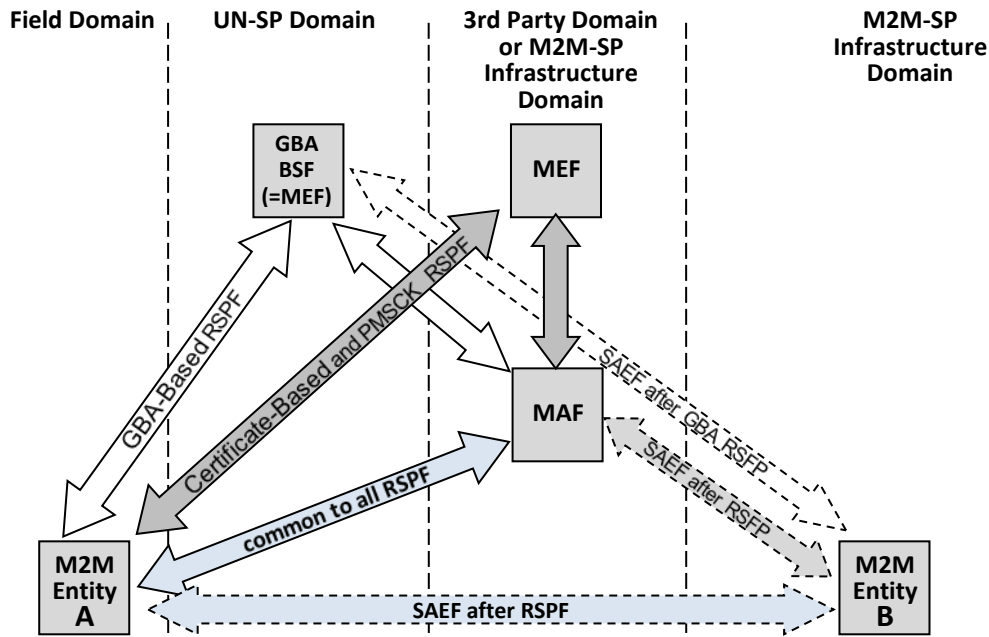 Field Domain
UN-SP Domain
3rd Party Domain
or M2M-SP
Infrastructure
Domain
M2M-SP
Infrastructure
Domain
GBA
BSF
(=MEF)
MEF
GBA-Based RSPF
Certificate-Based and PMSCK RSPF
SAEF after GBA RSFP
MAF
SAEF after RSFP
common to all RSPF
M2M
Entity
A
SAEF after RSPF
M2M
Entity
B